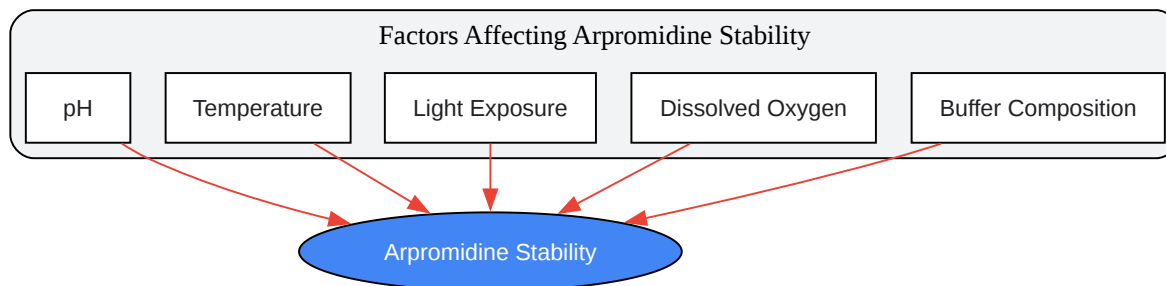 Factors Affecting Arpromidine Stability
pH
Temperature
Light Exposure
Dissolved Oxygen
Buffer Composition
Arpromidine Stability